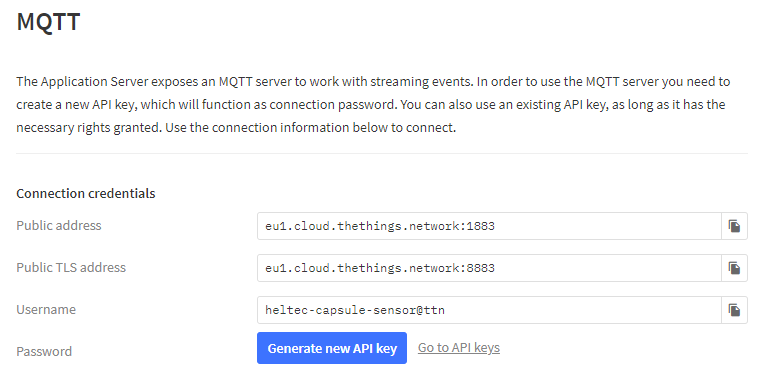 MQTT
The Application Server exposes an MQTT server to work with streaming events. In order to use the MQTT server you need to
create a new API key, which will function as connection password. You can also use an existing API key, as long as it has the
necessary rights granted. Use the connection information below to connect.
Connection credentials
Public address
eu1.cloud.thethings.network:1883
Public TLS address
eu1.cloud.thethings.network:8883
Username
heltec-capsule-sensor@ttn
Password
Generate new API key
Go to API keys